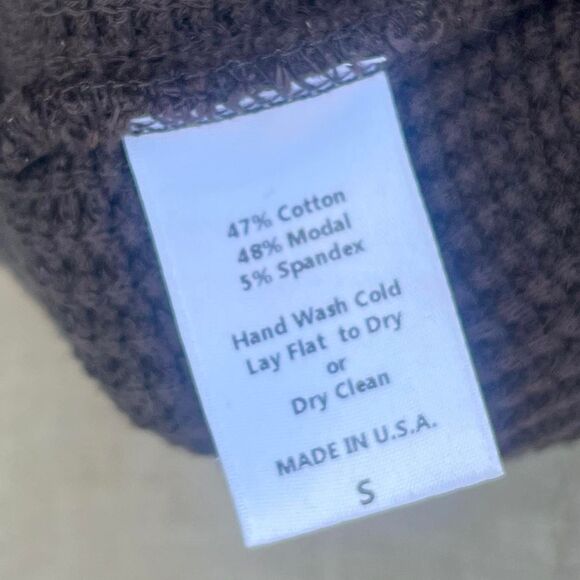 47% Cotton
48% Modal
5% Spandex
Hand Wash Cold
Lay Flat to Dry
or
Dry Clean
MADE IN U.S.A.
S